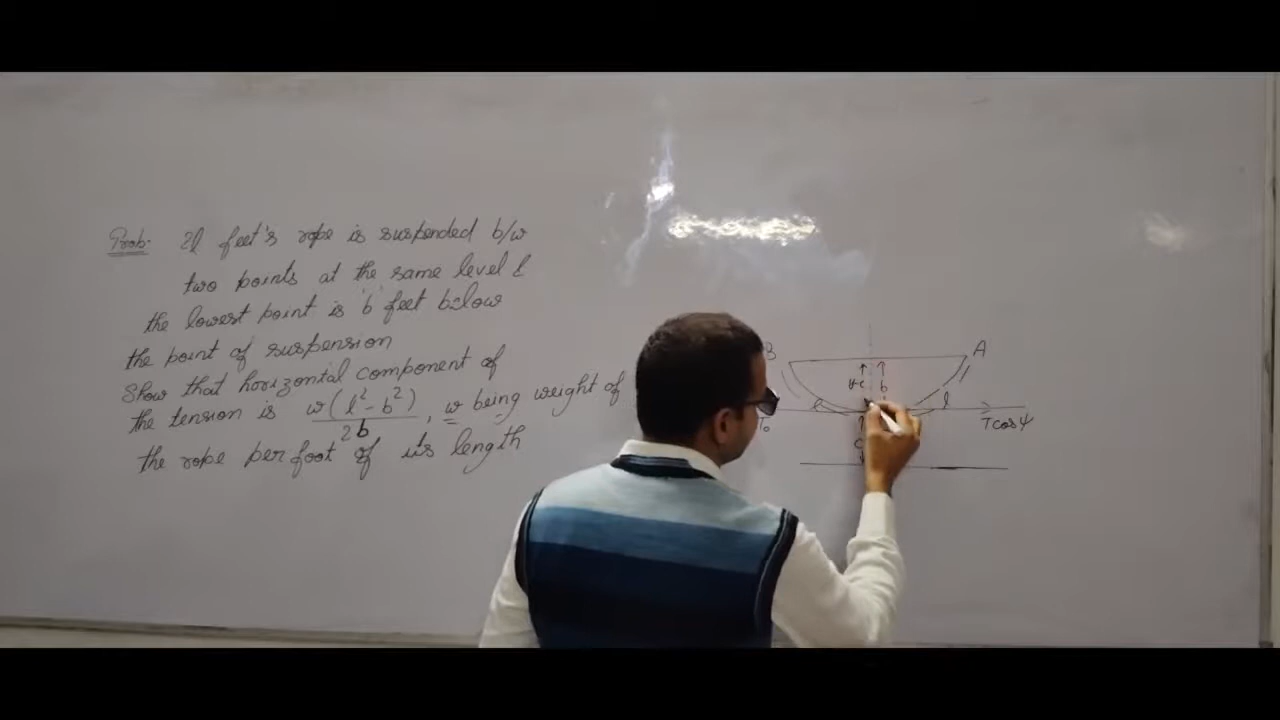 Prob. 2l feet's rope is suspended b/w
two points at the same level &
the lowest point is 'b' feet below
the point of suspension
Show that horizontal component of
the tension is w(l²-b²)/2b, w being weight of
the rope per foot of its length
B
A
y-c
b
l
l
T₀
T cos ψ
c